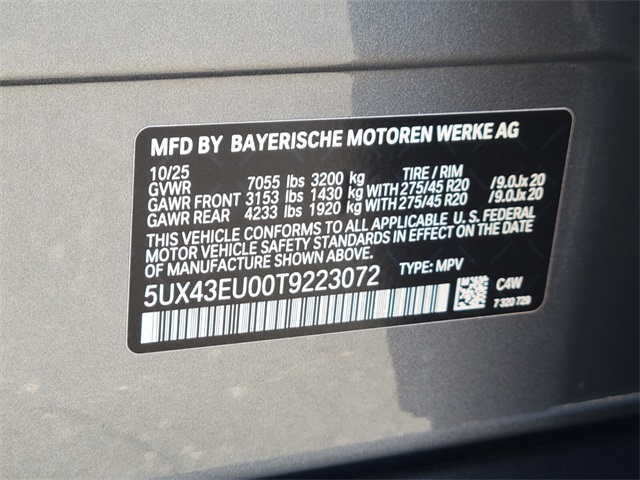 MFD BY BAYERISCHE MOTOREN WERKE AG
10/25 TIRE / RIM
GVWR 7055 lbs 3200 kg
GAWR FRONT 3153 lbs 1430 kg WITH 275/45 R20 /9.0Jx20
GAWR REAR 4233 lbs 1920 kg WITH 275/45 R20 /9.0Jx20
THIS VEHICLE CONFORMS TO ALL APPLICABLE U. S. FEDERAL
MOTOR VEHICLE SAFETY STANDARDS IN EFFECT ON THE DATE
OF MANUFACTURE SHOWN ABOVE.
5UX43EU00T9223072 TYPE: MPV
C4W
7 320 729